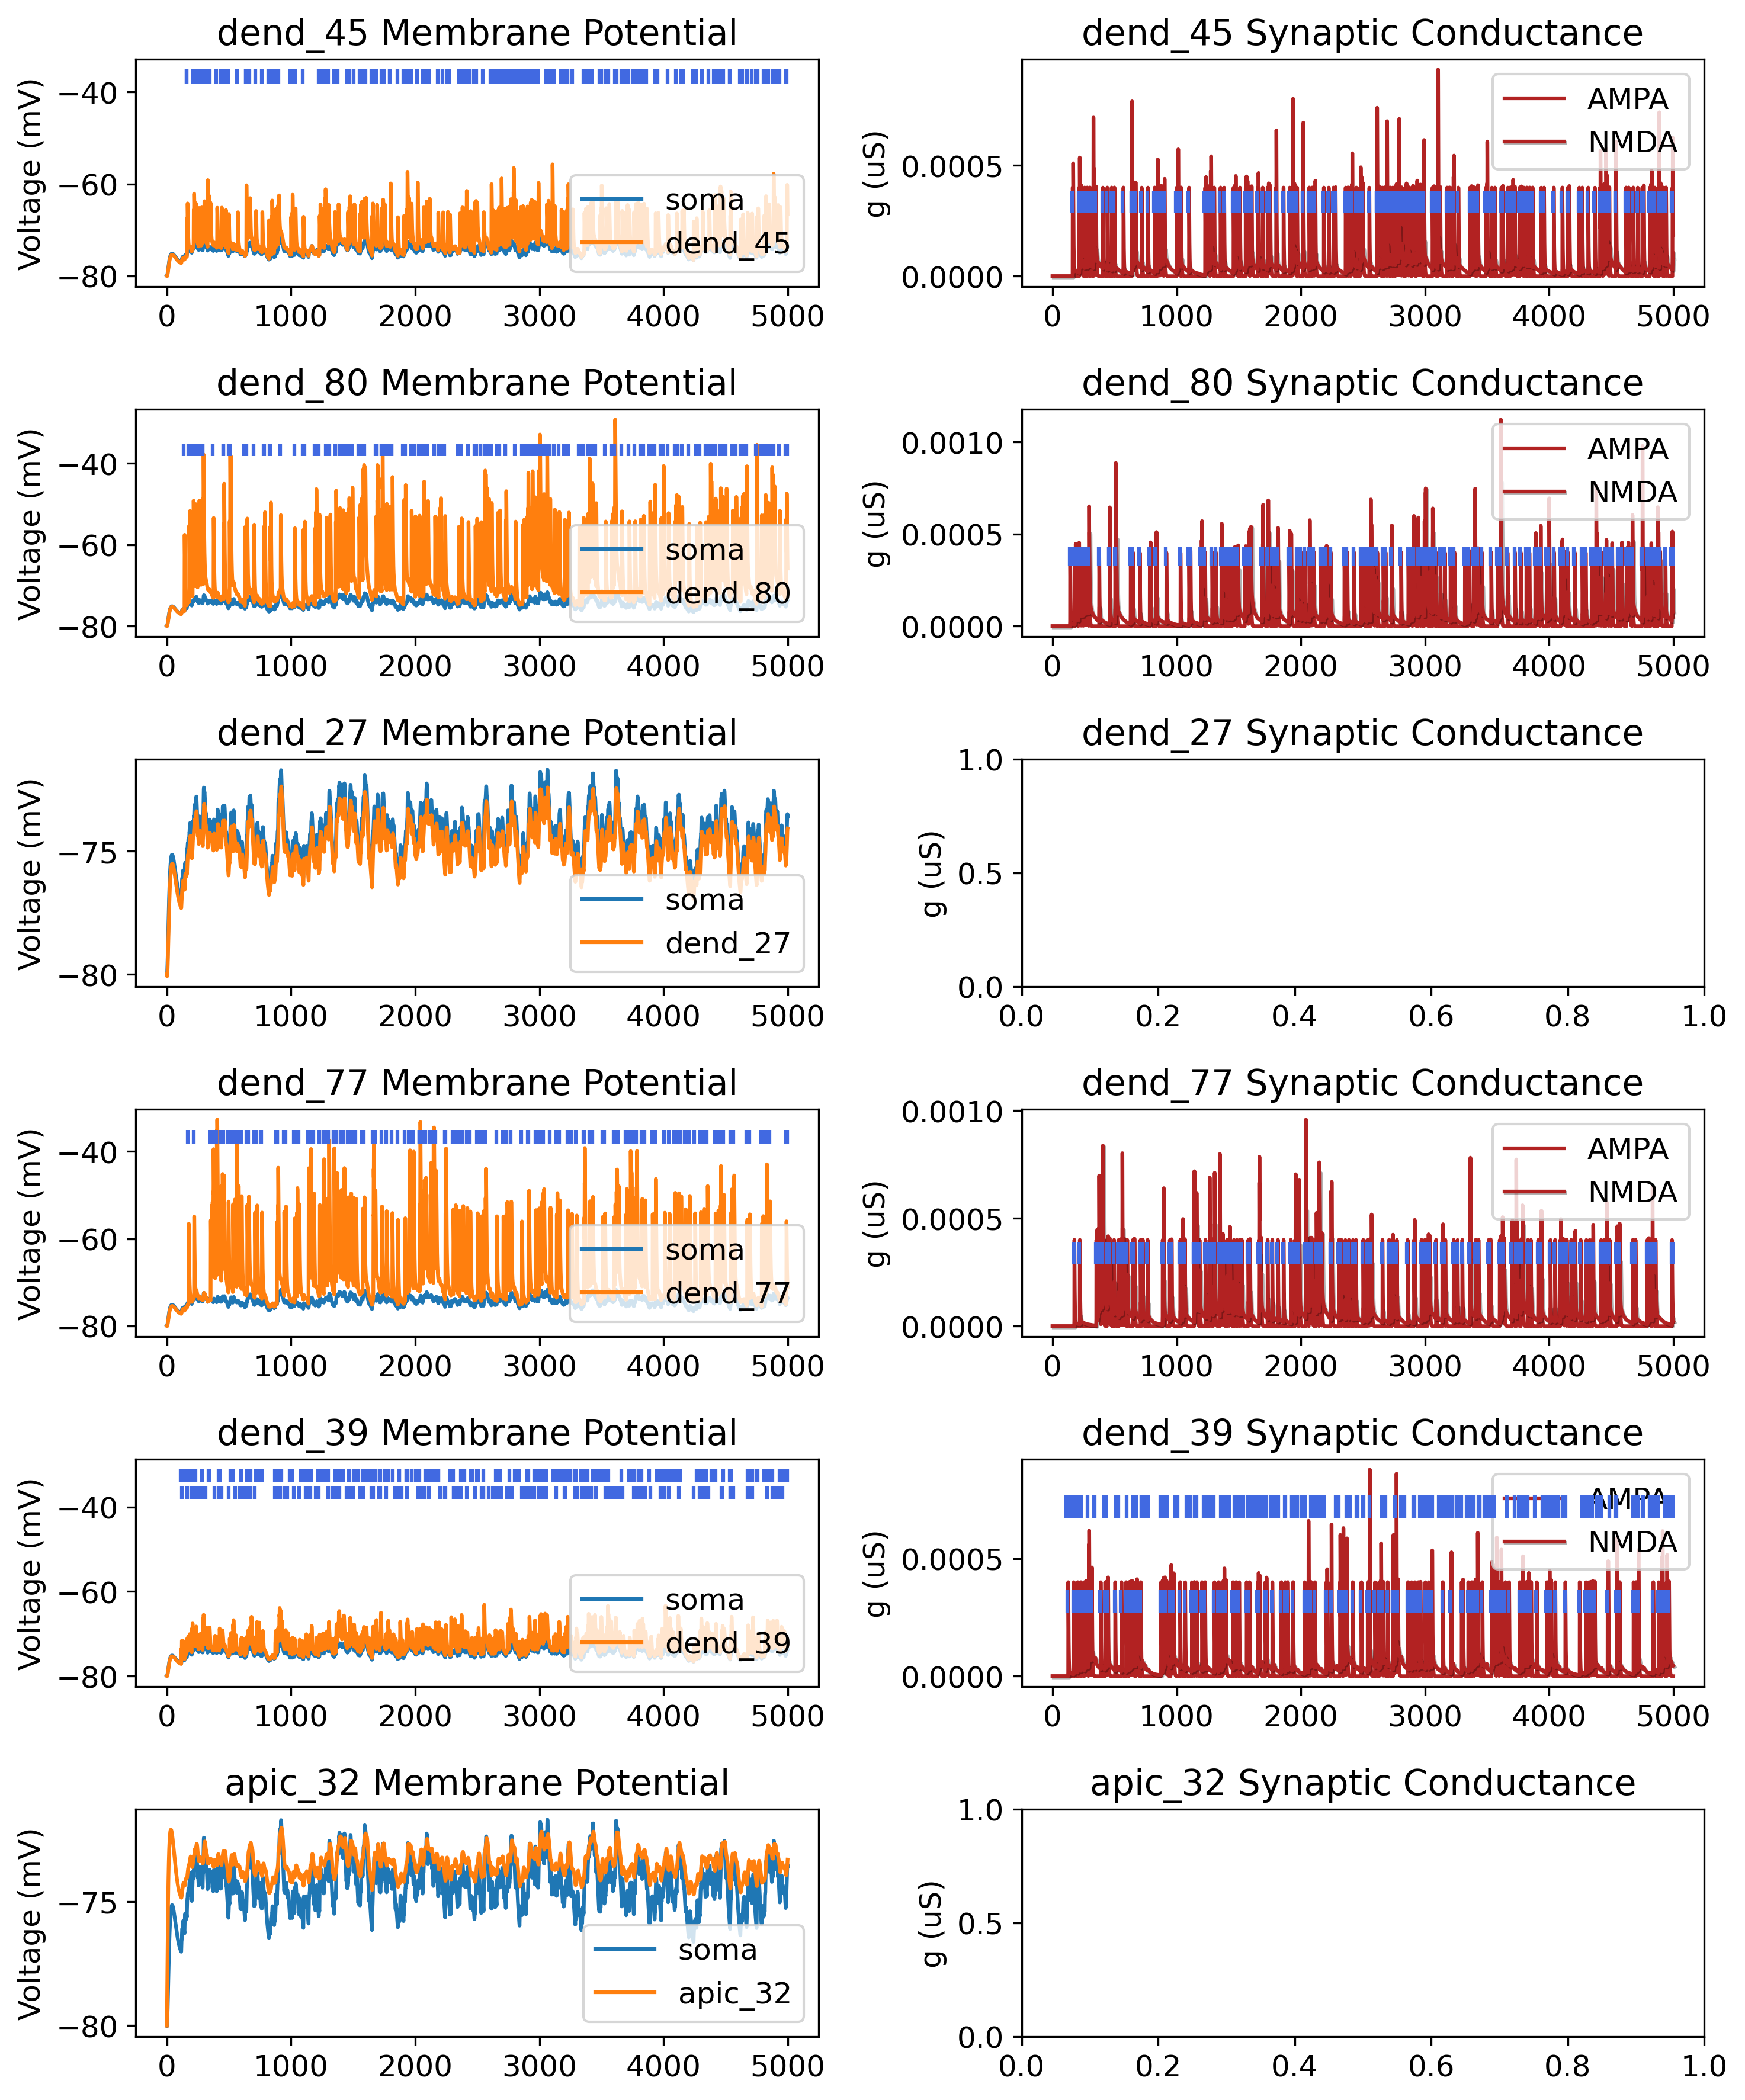 dend_45 Membrane Potential
Voltage (mV)
−40
−60
−80
soma
dend_45
0 1000 2000 3000 4000 5000
dend_45 Synaptic Conductance
g (uS)
0.0005
0.0000
AMPA
NMDA
0 1000 2000 3000 4000 5000
dend_80 Membrane Potential
Voltage (mV)
−40
−60
−80
soma
dend_80
0 1000 2000 3000 4000 5000
dend_80 Synaptic Conductance
g (uS)
0.0010
0.0005
0.0000
AMPA
NMDA
0 1000 2000 3000 4000 5000
dend_27 Membrane Potential
Voltage (mV)
−75
−80
soma
dend_27
0 1000 2000 3000 4000 5000
dend_27 Synaptic Conductance
g (uS)
1.0
0.5
0.0
0.0 0.2 0.4 0.6 0.8 1.0
dend_77 Membrane Potential
Voltage (mV)
−40
−60
−80
soma
dend_77
0 1000 2000 3000 4000 5000
dend_77 Synaptic Conductance
g (uS)
0.0010
0.0005
0.0000
AMPA
NMDA
0 1000 2000 3000 4000 5000
dend_39 Membrane Potential
Voltage (mV)
−40
−60
−80
soma
dend_39
0 1000 2000 3000 4000 5000
dend_39 Synaptic Conductance
g (uS)
0.0005
0.0000
AMPA
NMDA
0 1000 2000 3000 4000 5000
apic_32 Membrane Potential
Voltage (mV)
−75
−80
soma
apic_32
0 1000 2000 3000 4000 5000
apic_32 Synaptic Conductance
g (uS)
1.0
0.5
0.0
0.0 0.2 0.4 0.6 0.8 1.0